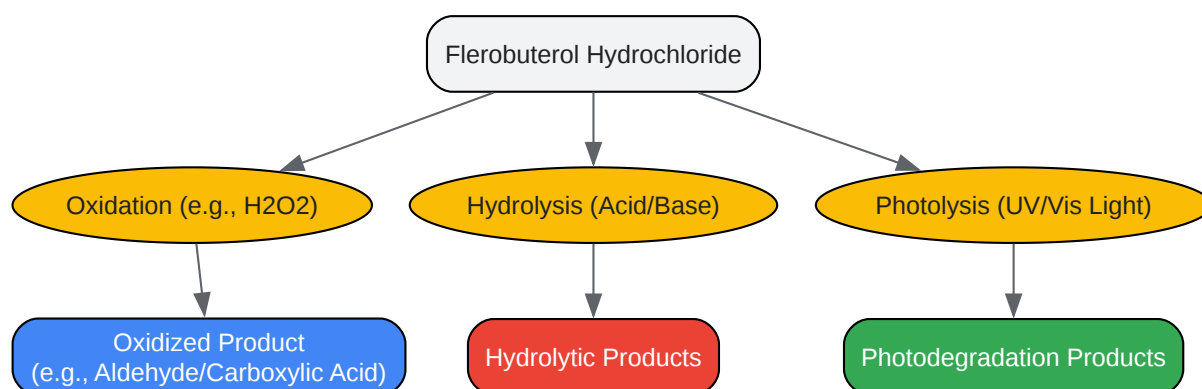 Flerobuterol Hydrochloride
Oxidation (e.g., H2O2)
Hydrolysis (Acid/Base)
Photolysis (UV/Vis Light)
Oxidized Product
(e.g., Aldehyde/Carboxylic Acid)
Hydrolytic Products
Photodegradation Products